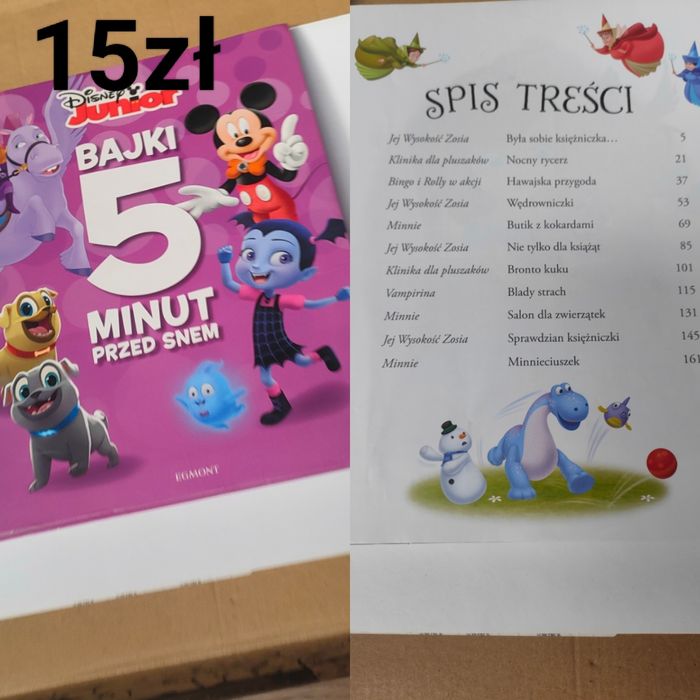 15zł
Disney
Junior
BAJKI
5
MINUT
PRZED SNEM
EGMONT
SPIS TREŚCI
Jej Wysokość Zosia Była sobie księżniczka... 5
Klinika dla pluszaków Nocny rycerz 21
Bingo i Rolly w akcji Hawajska przygoda 37
Jej Wysokość Zosia Wędrowniczki 53
Minnie Butik z kokardami 69
Jej Wysokość Zosia Nie tylko dla książąt 85
Klinika dla pluszaków Bronto kuku 101
Vampirina Blady strach 115
Minnie Salon dla zwierzątek 131
Jej Wysokość Zosia Sprawdzian księżniczki 145
Minnie Minnieciuszek 161